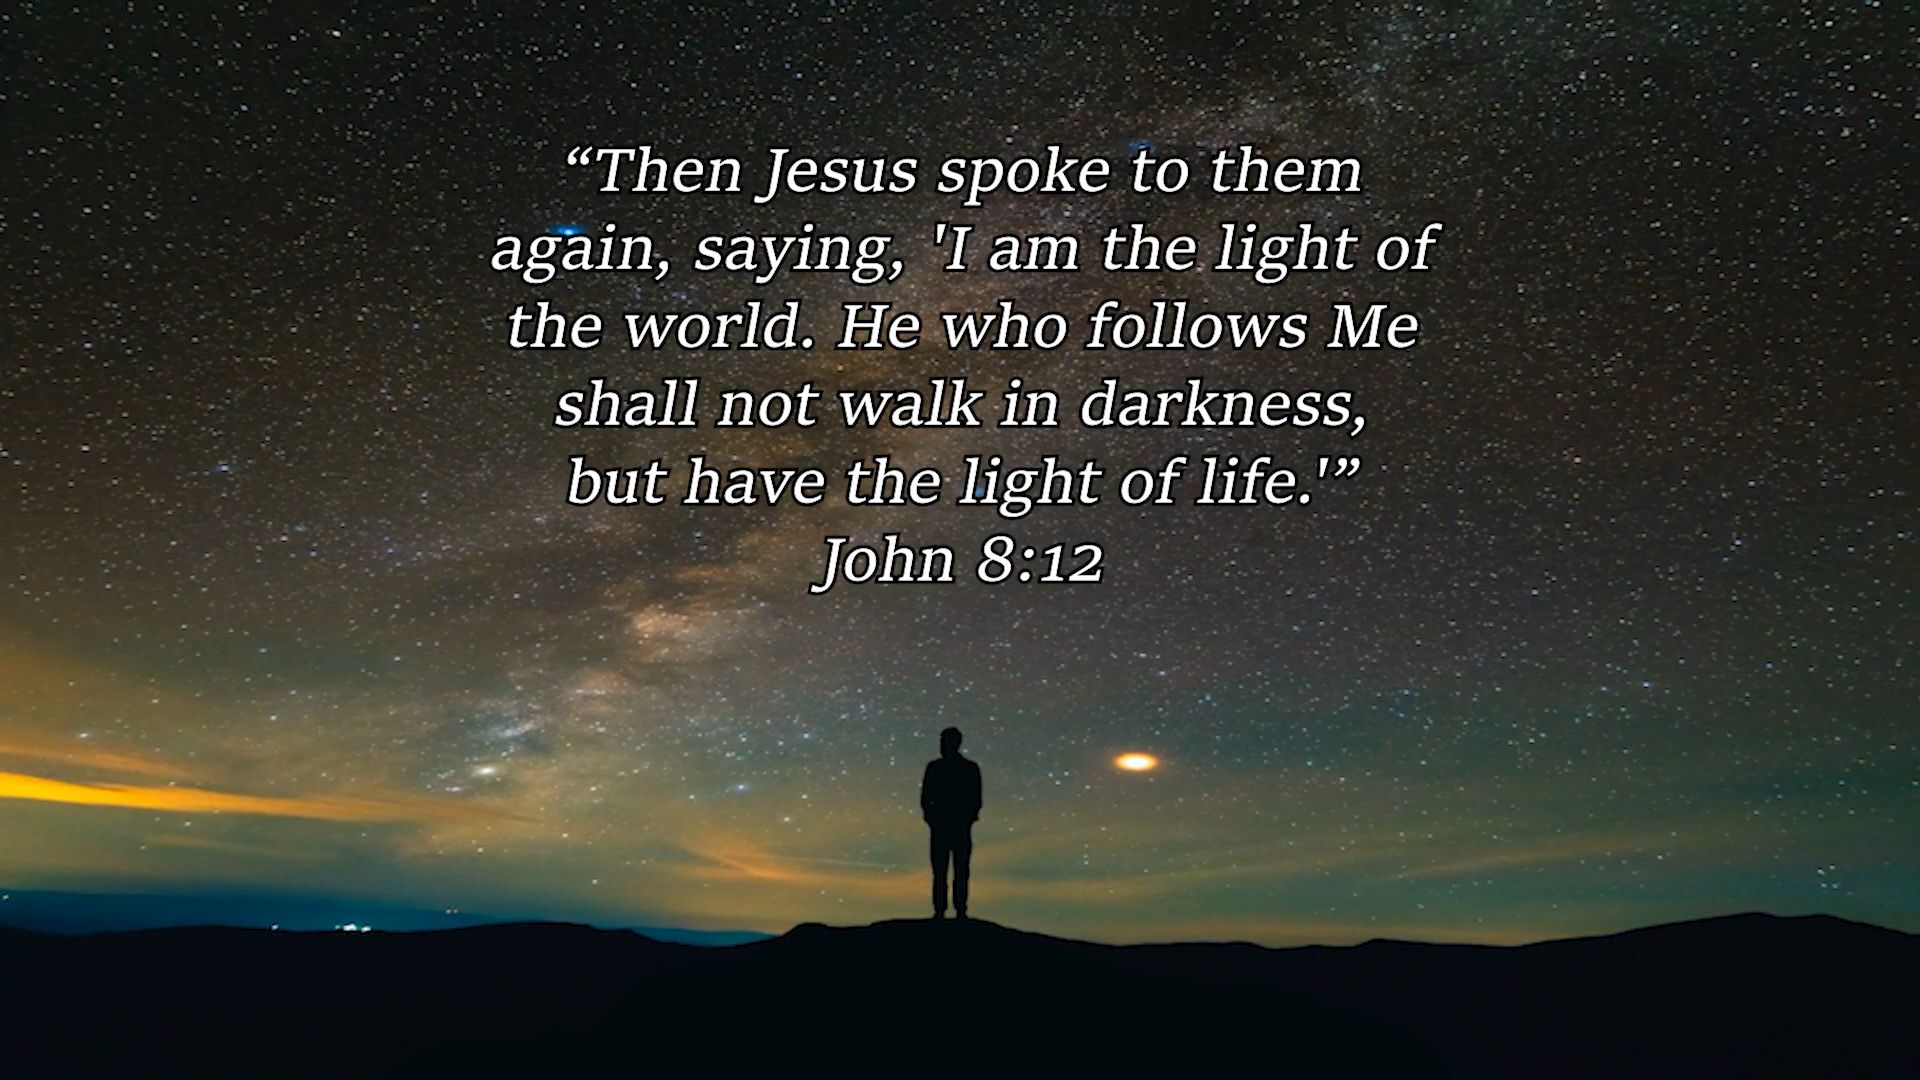 “Then Jesus spoke to them
again, saying, 'I am the light of
the world. He who follows Me
shall not walk in darkness,
but have the light of life.'”
John 8:12